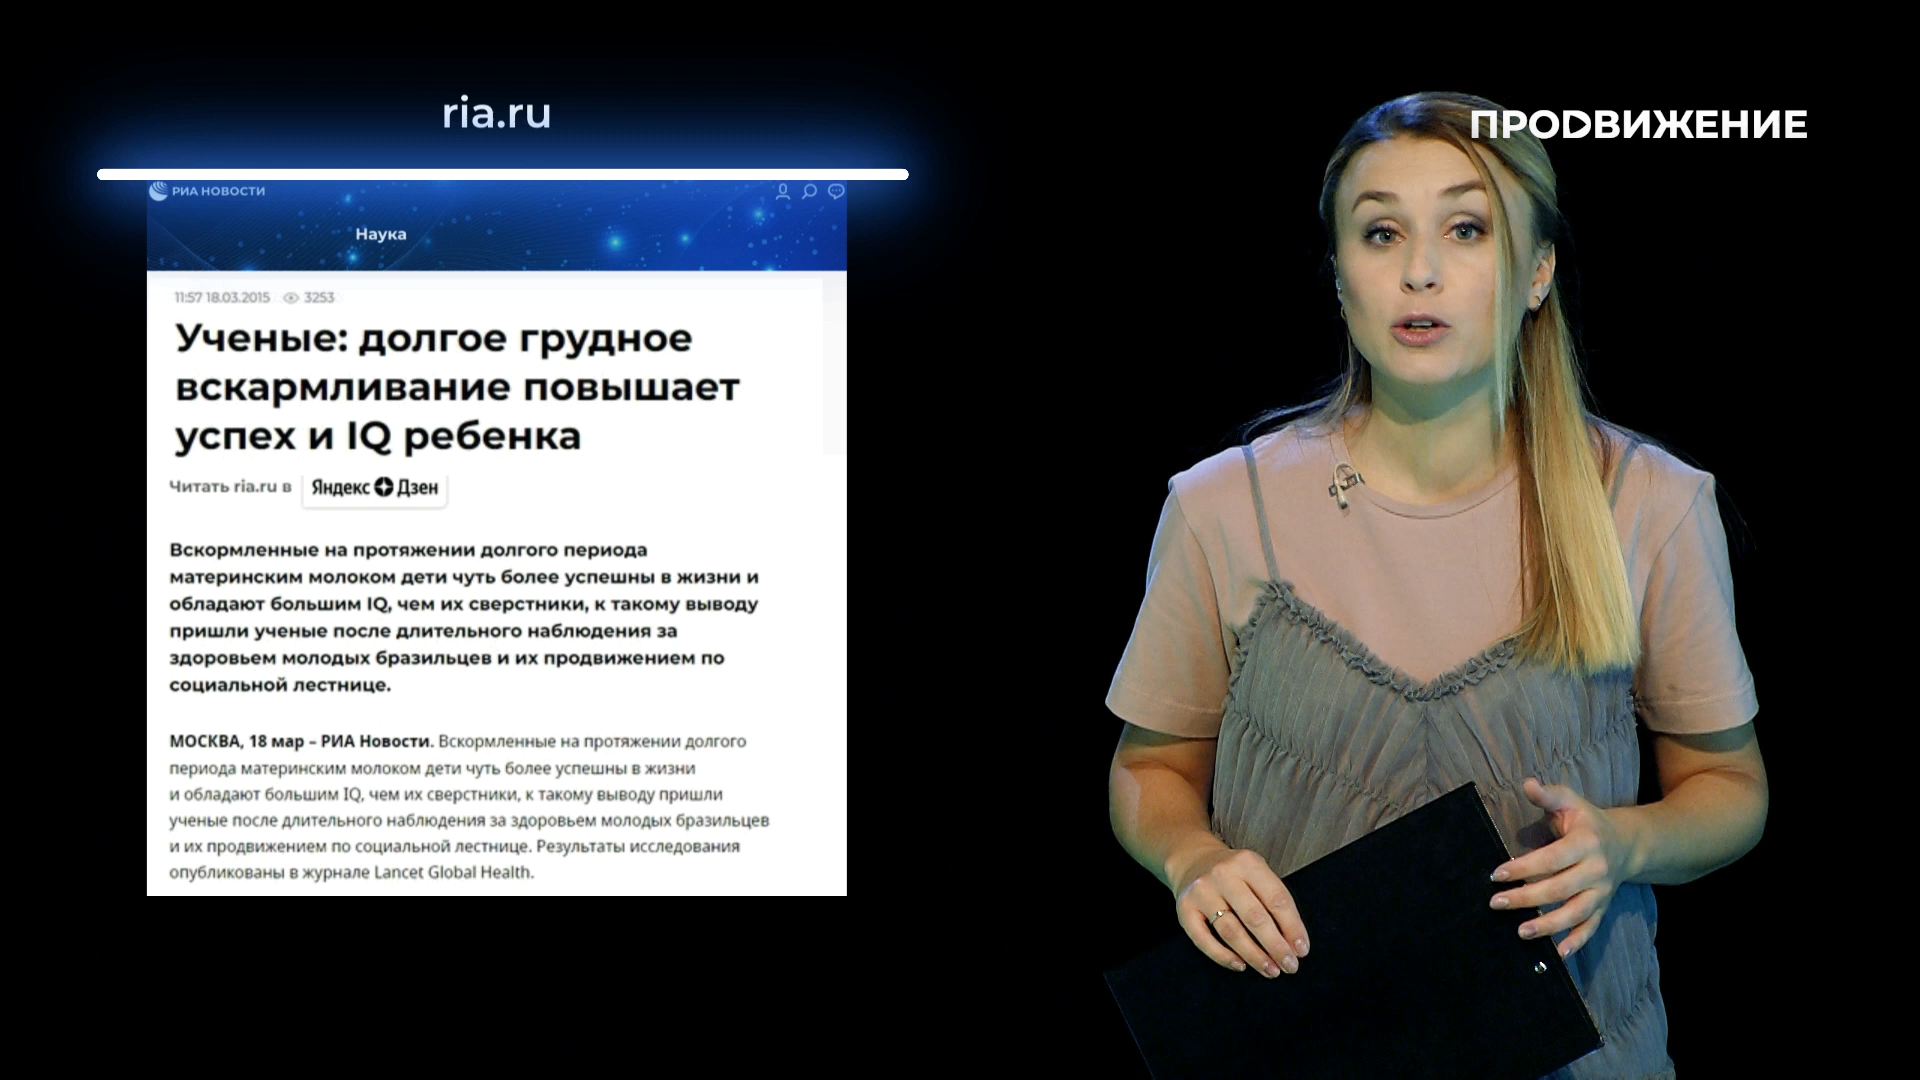 ria.ru
ПРОDВИЖЕНИЕ
РИА НОВОСТИ
Наука
11:57 18.03.2015 3253
Ученые: долгое грудное
вскармливание повышает
успех и IQ ребенка
Читать ria.ru в Яндекс Дзен
Вскормленные на протяжении долгого периода
материнским молоком дети чуть более успешны в жизни и
обладают большим IQ, чем их сверстники, к такому выводу
пришли ученые после длительного наблюдения за
здоровьем молодых бразильцев и их продвижением по
социальной лестнице.
МОСКВА, 18 мар – РИА Новости. Вскормленные на протяжении долгого
периода материнским молоком дети чуть более успешны в жизни
и обладают большим IQ, чем их сверстники, к такому выводу пришли
ученые после длительного наблюдения за здоровьем молодых бразильцев
и их продвижением по социальной лестнице. Результаты исследования
опубликованы в журнале Lancet Global Health.